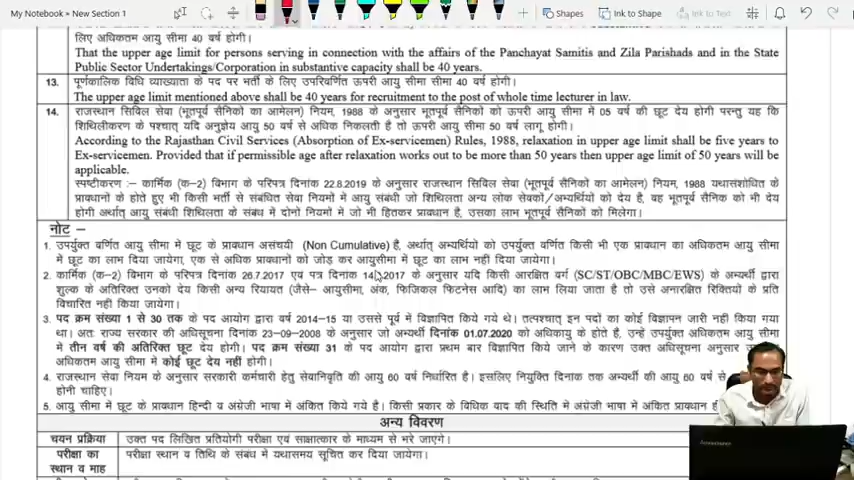 My Notebook › New Section 1
Shapes
Ink to Shape
Ink to Text
लिए अधिकतम आयु 40 वर्ष होगी।
That the upper age limit for persons serving in connection with the affairs of the Panchayat Samitis and Zila Parishads and in the State
Public Sector Undertakings/Corporation in substantive capacity shall be 40 years.
13. पूर्णकालिक विधि व्याख्याता के पद पर भर्ती के लिए उपरिवर्णित ऊपरी आयु सीमा सीमा 40 वर्ष होगी।
The upper age limit mentioned above shall be 40 years for recruitment to the post of whole time lecturer in law.
14. राजस्थान सिविल सेवा (भूतपूर्व सैनिकों का आमेलन) नियम, 1988 के अनुसार भूतपूर्व सैनिकों को ऊपरी आयु सीमा में 05 वर्ष की छूट देय होगी परन्तु यह कि
शिथिलीकरण के पश्चात् यदि अनुज्ञेय आयु 50 वर्ष से अधिक निकलती है तो ऊपरी आयु सीमा 50 वर्ष लागू होगी।
According to the Rajasthan Civil Services (Absorption of Ex-servicemen) Rules, 1988, relaxation in upper age limit shall be five years to
Ex-servicemen. Provided that if permissible age after relaxation works out to be more than 50 years then upper age limit of 50 years will be
applicable.
स्पष्टीकरण :– कार्मिक (क-2) विभाग के परिपत्र दिनांक 22.8.2019 के अनुसार राजस्थान सिविल सेवा (भूतपूर्व सैनिकों का आमेलन) नियम, 1988 यथासंशोधित के
प्रावधानों के होते हुए भी किसी भर्ती से संबंधित सेवा नियमों में आयु संबंधी जो शिथिलता अन्य लोक सेवकों/अभ्यर्थियों को देय है, वह भूतपूर्व सैनिक को भी देय
होगी अर्थात् आयु संबंधी शिथिलता के संबंध में दोनों नियमों में जो भी हितकर प्रावधान है, उसका लाभ भूतपूर्व सैनिकों को मिलेगा।
नोट –
1. उपर्युक्त वर्णित आयु सीमा में छूट के प्रावधान असंचयी (Non Cumulative) है, अर्थात् अभ्यर्थियों को उपर्युक्त वर्णित किसी भी एक प्रावधान का अधिकतम आयु सीमा
में छूट का लाभ दिया जायेगा, एक से अधिक प्रावधानों को जोड़ कर आयुसीमा में छूट का लाभ नही दिया जायेगा।
2. कार्मिक (क-2) विभाग के परिपत्र दिनांक 26.7.2017 एवं पत्र दिनांक 14.2017 के अनुसार यदि किसी आरक्षित वर्ग (SC/ST/OBC/MBC/EWS) के अभ्यर्थी द्वारा
शुल्क के अतिरिक्त उनको देय किसी अन्य रियायत (जैसे– आयुसीमा, अंक, फिजिकल फिटनेस आदि) का लाभ लिया जाता है तो उसे अनारक्षित रिक्तियों के प्रति
विचारित नहीं किया जायेगा।
3. पद क्रम संख्या 1 से 30 तक के पद आयोग द्वारा वर्ष 2014–15 या उससे पूर्व में विज्ञापित किये गये थे। तत्पश्चात् इन पदों का कोई विज्ञापन जारी नहीं किया गया
था। अतः राज्य सरकार की अधिसूचना दिनांक 23–09–2008 के अनुसार जो अभ्यर्थी दिनांक 01.07.2020 को अधिकायु के होते है, उन्हें उपर्युक्त अधिकतम आयु सीमा
में तीन वर्ष की अतिरिक्त छूट देय होगी। पद क्रम संख्या 31 के पद आयोग द्वारा प्रथम बार विज्ञापित किये जाने के कारण उक्त अधिसूचना अनुसार
अधिकतम आयु सीमा में कोई छूट देय नहीं होगी।
4. राजस्थान सेवा नियम के अनुसार सरकारी कर्मचारी हेतु सेवानिवृति की आयु 60 वर्ष निर्धारित है। इसलिए नियुक्ति दिनांक तक अभ्यर्थी की आयु 60 वर्ष से
होनी चाहिए।
5. आयु सीमा में छूट के प्रावधान हिन्दी व अंग्रेजी भाषा में अंकित किये गये है। किसी प्रकार के विधिक वाद की स्थिति में अंग्रेजी भाषा में अंकित प्रावधान
अन्य विवरण
चयन प्रक्रिया उक्त पद लिखित प्रतियोगी परीक्षा एवं साक्षात्कार के माध्यम से भरे जाएगे।
परीक्षा का परीक्षा स्थान व तिथि के संबंध में यथासमय सूचित कर दिया जायेगा।
स्थान व माह